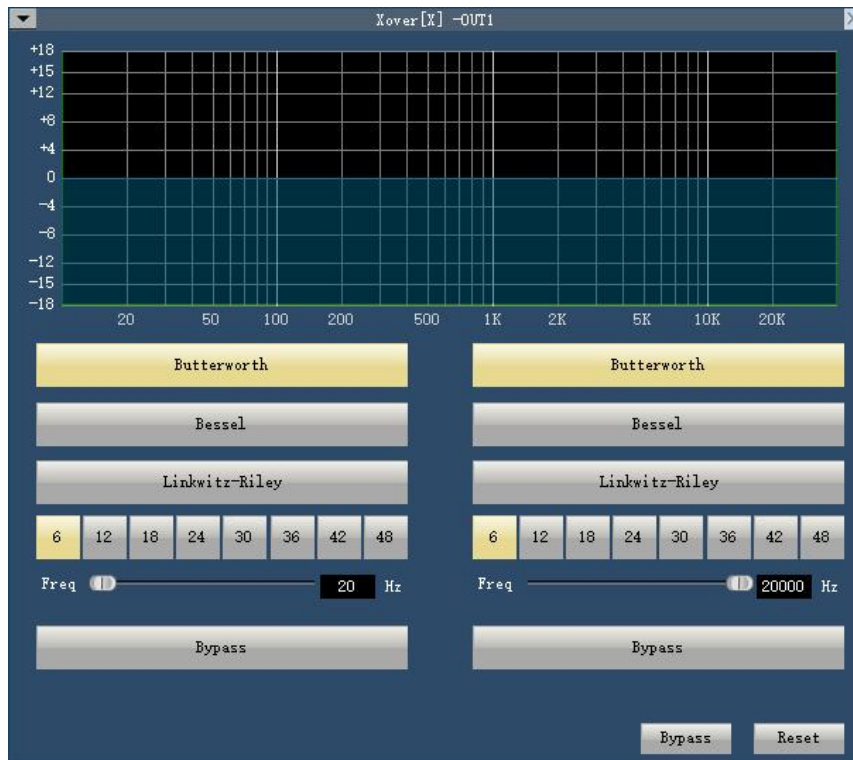 Xover[X] -OUT1
+18
+15
+12
+8
+4
0
-4
-8
-12
-15
-18
20 50 100 200 500 1K 2K 5K 10K 20K
Butterworth Butterworth
Bessel Bessel
Linkwitz-Riley Linkwitz-Riley
6 12 18 24 30 36 42 48 6 12 18 24 30 36 42 48
Freq 20 Hz Freq 20000 Hz
Bypass Bypass
Bypass Reset